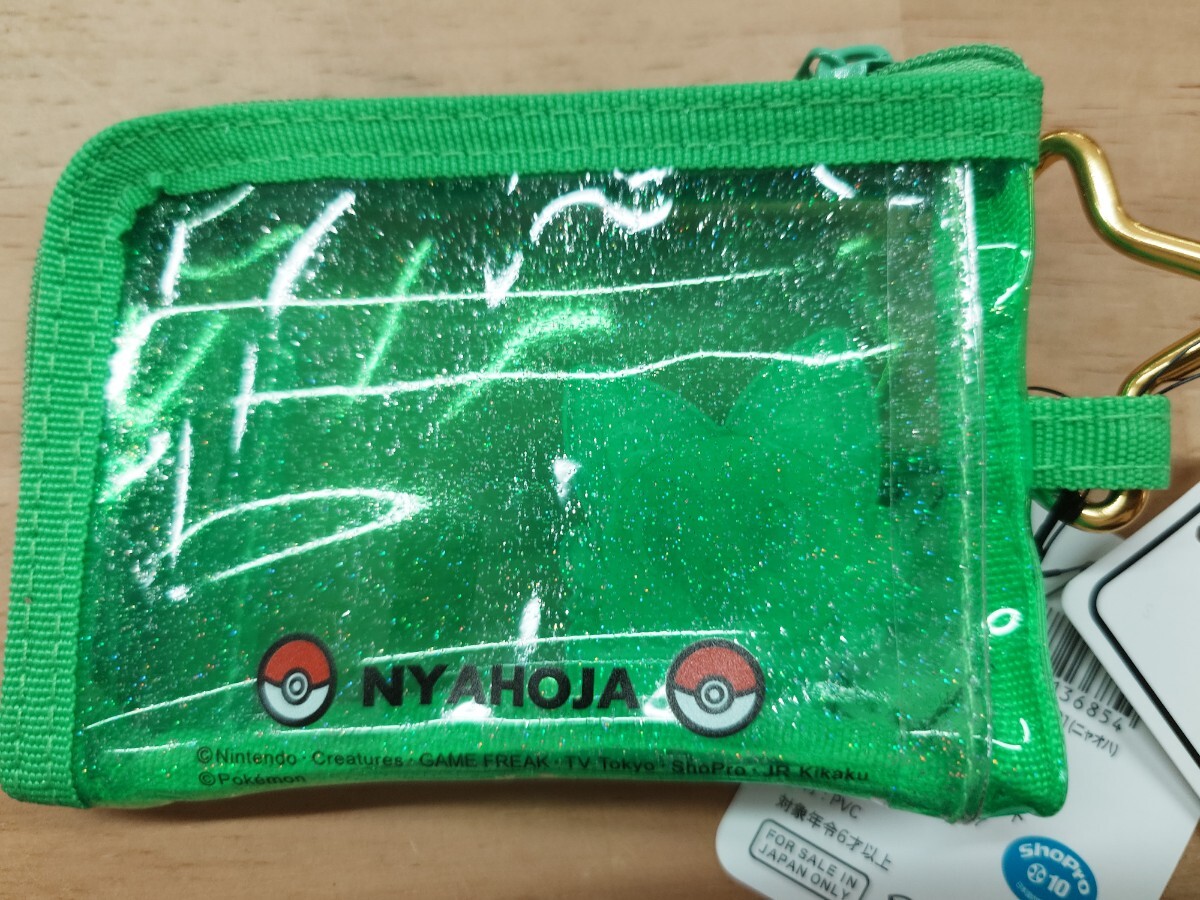 NYAHOJA
©Nintendo・Creatures・GAME FREAK・TV Tokyo・ShoPro・JR Kikaku
©Pokémon
36854
(ニャオハ)
：PVC
対象年令6才以上
FOR SALE IN
JAPAN ONLY
ShoPro
10